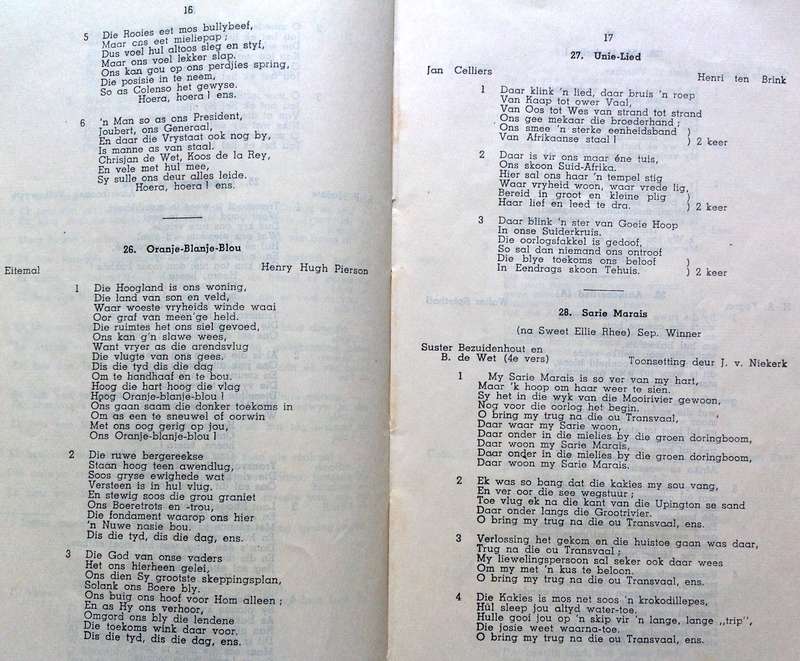 16
5 Die Rooies eet mos bullybeef,
Maar ons eet mieliepap;
Dus voel hul altoos sleg en styf,
Maar ons voel lekker slap.
Ons kan gou op ons perdjies spring,
Die posisie in te neem,
So as Colenso het gewyse.
Hoera, hoera! ens.
6 'n Man so as ons President,
Joubert, ons Generaal,
En daar die Vrystaat ook nog by,
Is manne as van staal.
Chrisjan de Wet, Koos de la Rey,
En vele met hul mee,
Sy sulle ons deur alles leide.
Hoera, hoera! ens.
26. Oranje-Blanje-Blou
Eitemal Henry Hugh Pierson
1 Die Hoogland is ons woning,
Die land van son en veld,
Waar woeste vryheids winde waai
Oor graf van meen'ge held.
Die ruimtes het ons siel gevoed,
Ons kan g'n slawe wees,
Want vryer as die arendsvlug
Die vlugte van ons gees.
Dis die tyd dis die dag
Om te handhaaf en te bou.
Hoog die hart hoog die vlag
Hoog Oranje-blanje-blou!
Ons gaan saam die donker toekoms in
Om as een te sneuwel of oorwin
Met ons oog gerig op jou,
Ons Oranje-blanje-blou!
2 Die ruwe bergereekse
Staan hoog teen awendlug,
Soos gryse ewighede wat
Versteen is in hul vlug.
En stewig soos die grou graniet
Ons Boeretrots en -trou,
Die fondament waarop ons hier
'n Nuwe nasie bou.
Dis die tyd, dis die dag, ens.
3 Die God van onse vaders
Het ons hierheen gelei,
Ons dien Sy grootste skeppingsplan,
Solank ons Boere bly.
Ons buig ons hoof voor Hom alleen;
En as Hy ons verhoor,
Omgord ons bly die lendene
Die toekoms wink daar voor.
Dis die tyd, dis die dag, ens.
17
27. Unie-Lied
Jan Celliers Henri ten Brink
1 Daar klink 'n lied, daar bruis 'n roep
Van Kaap tot ower Vaal,
Van Oos tot Wes van strand tot strand
Ons gee mekaar die broederhand;
Ons smee 'n sterke eenheidsband )
Van Afrikaanse staal! ) 2 keer
2 Daar is vir ons maar éne tuis,
Ons skoon Suid-Afrika.
Hier sal ons haar 'n tempel stig
Waar vryheid woon, waar vrede lig,
Bereid in groot en kleine plig )
Haar lief en leed te dra. ) 2 keer
3 Daar blink 'n ster van Goeie Hoop
In onse Suiderkruis.
Die oorlogsfakkel is gedoof,
So sal dan niemand ons ontroof
Die blye toekoms ons beloof )
In Eendrags skoon Tehuis. ) 2 keer
28. Sarie Marais
(na Sweet Ellie Rhee) Sep. Winner
Suster Bezuidenhout en
B. de Wet (4e vers) Toonsetting deur J. v. Niekerk
1 My Sarie Marais is so ver van my hart,
Maar 'k hoop om haar weer te sien.
Sy het in die wyk van die Mooirivier gewoon,
Nog voor die oorlog het begin.
O bring my trug na die ou Transvaal,
Daar waar my Sarie woon,
Daar onder in die mielies by die groen doringboom,
Daar woon my Sarie Marais,
Daar onder in die mielies by die groen doringboom,
Daar woon my Sarie Marais.
2 Ek was so bang dat die kakies my sou vang,
En ver oor die see wegstuur;
Toe vlug ek na die kant van die Upington se sand
Daar onder langs die Grootrivier.
O bring my trug na die ou Transvaal, ens.
3 Verlossing het gekom en die huistoe gaan was daar,
Trug na die ou Transvaal;
My liewelingspersoon sal seker ook daar wees
Om my met 'n kus te beloon.
O bring my trug na die ou Transvaal, ens.
4 Die Kakies is mos net soos 'n krokodillepes,
Hul sleep jou altyd water-toe.
Hulle gooi jou op 'n skip vir 'n lange, lange „trip",
Die josie weet waarna-toe.
O bring my trug na die ou Transvaal, ens.